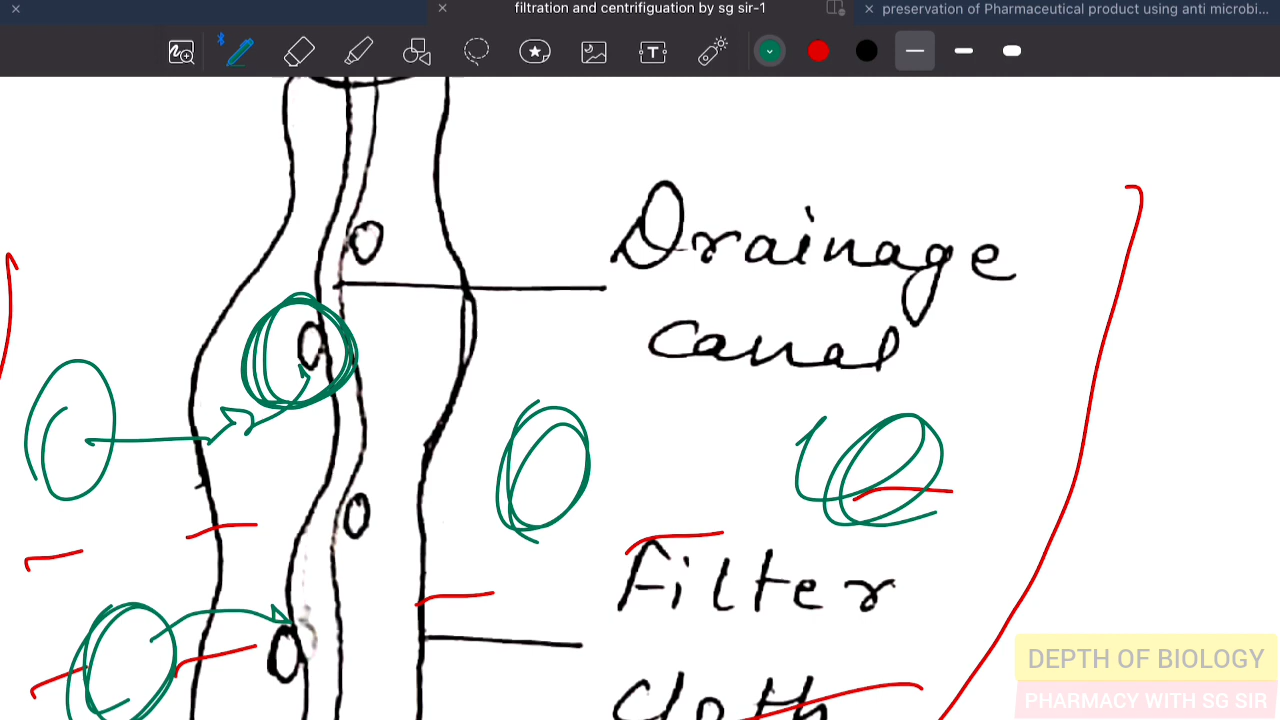 filtration and centrifiguation by sg sir-1
preservation of Pharmaceutical product using anti microbi...
Drainage
canal
Filter
cloth
DEPTH OF BIOLOGY
PHARMACY WITH SG SIR